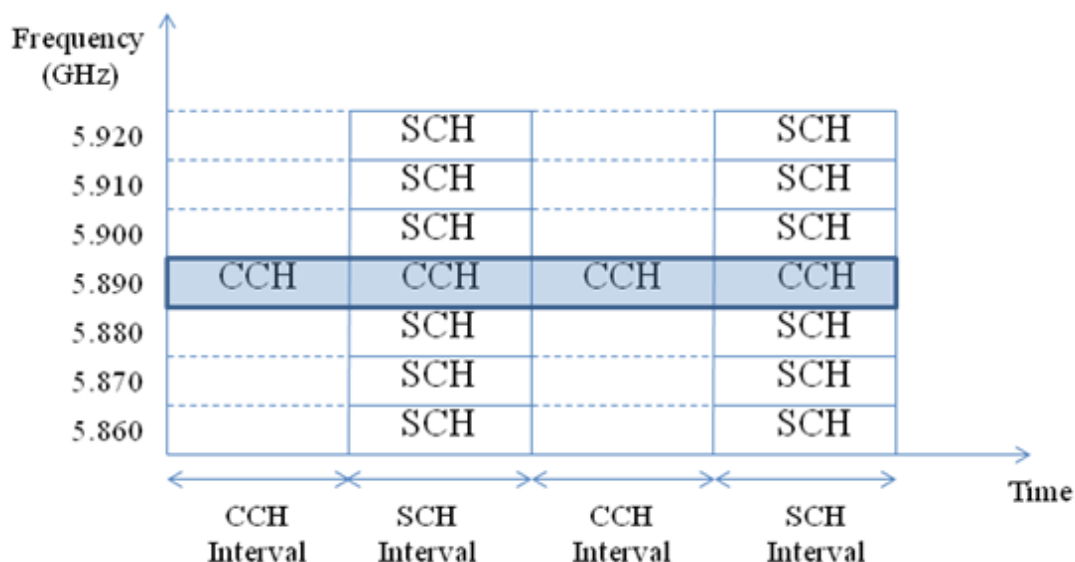 Frequency
(GHz)
5.920 SCH SCH
5.910 SCH SCH
5.900 SCH SCH
5.890 CCH CCH CCH CCH
5.880 SCH SCH
5.870 SCH SCH
5.860 SCH SCH
Time
CCH SCH CCH SCH
Interval Interval Interval Interval